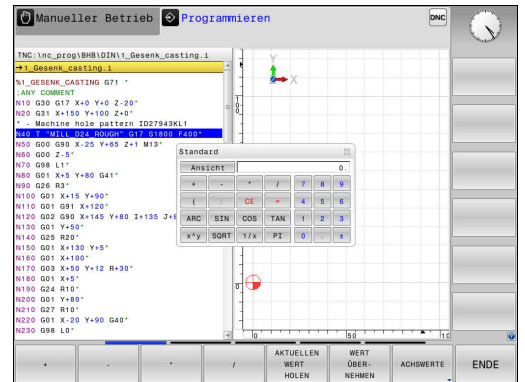 Manueller Betrieb
Programmieren
DNC
TNC:\nc_prog\BHB\DIN\1_Gesenk_casting.i
→1_Gesenk_casting.i
%1_GESENK_CASTING G71 *
;ANY COMMENT
N10 G30 G17 X+0 Y+0 Z-20*
N20 G31 X+150 Y+100 Z+0*
* - Machine hole pattern ID27943KL1
N40 T "MILL_D24_ROUGH" G17 S1800 F400*
N50 G00 G90 X-25 Y+65 Z+1 M13*
N60 G00 Z-5*
N70 G98 L1*
N80 G01 X+5 Y+80 G41*
N90 G26 R3*
N100 G01 X+15 Y+90*
N110 G01 G91 X+120*
N120 G02 G90 X+145 Y+80 I+135 J+8
N130 G01 Y+50*
N140 G25 R20*
N150 G01 X+130 Y+5*
N160 G01 X+100*
N170 G03 X+50 Y+12 R+30*
N180 G01 X+5*
N190 G24 R10*
N200 G01 Y+80*
N210 G27 R10*
N220 G01 X-20 Y+90 G40*
N230 G98 L0*
Y
X
Standard
Ansicht 0.
+ - * / 7 8 9
( ) CE = 4 5 6
ARC SIN COS TAN 1 2 3
x^y SQRT 1/x PI 0 . ±
0 50 10
+
-
*
/
AKTUELLEN
WERT
HOLEN
WERT
ÜBER-
NEHMEN
ACHSWERTE
ENDE